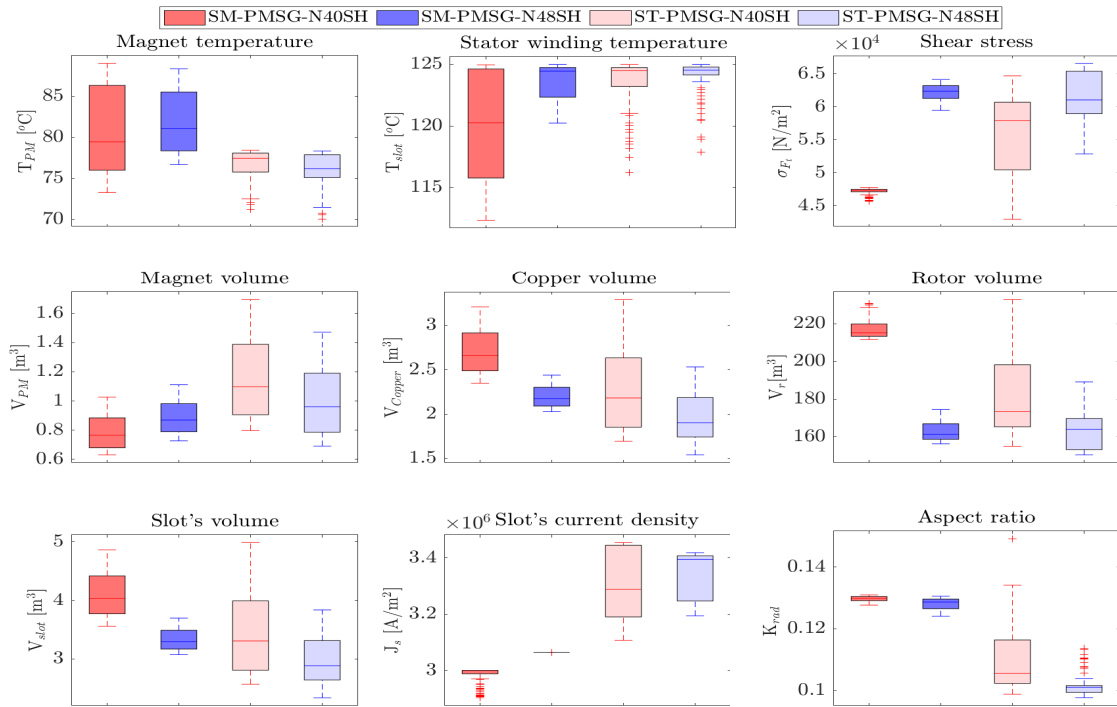 SM-PMSG-N40SH SM-PMSG-N48SH ST-PMSG-N40SH ST-PMSG-N48SH
Magnet temperature
85
80
75
70
T_PM [°C]
Stator winding temperature
125
120
115
T_slot [°C]
×10^4 Shear stress
6.5
6
5.5
5
4.5
σ_F_t [N/m²]
Magnet volume
1.6
1.4
1.2
1
0.8
0.6
V_PM [m³]
Copper volume
3
2.5
2
1.5
V_Copper [m³]
Rotor volume
220
200
180
160
V_r[m³]
Slot's volume
5
4
3
V_slot [m³]
×10^6 Slot's current density
3.4
3.2
3
J_s [A/m²]
Aspect ratio
0.14
0.12
0.1
K_rad